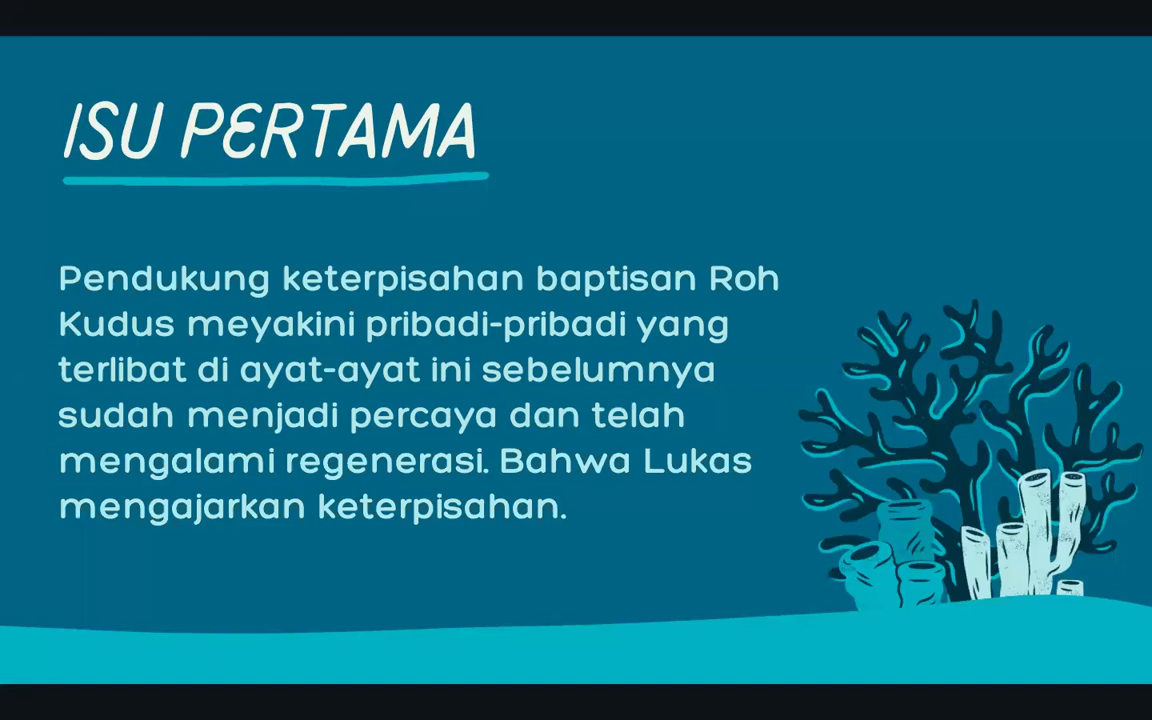 ISU PERTAMA
Pendukung keterpisahan baptisan Roh
Kudus meyakini pribadi-pribadi yang
terlibat di ayat-ayat ini sebelumnya
sudah menjadi percaya dan telah
mengalami regenerasi. Bahwa Lukas
mengajarkan keterpisahan.